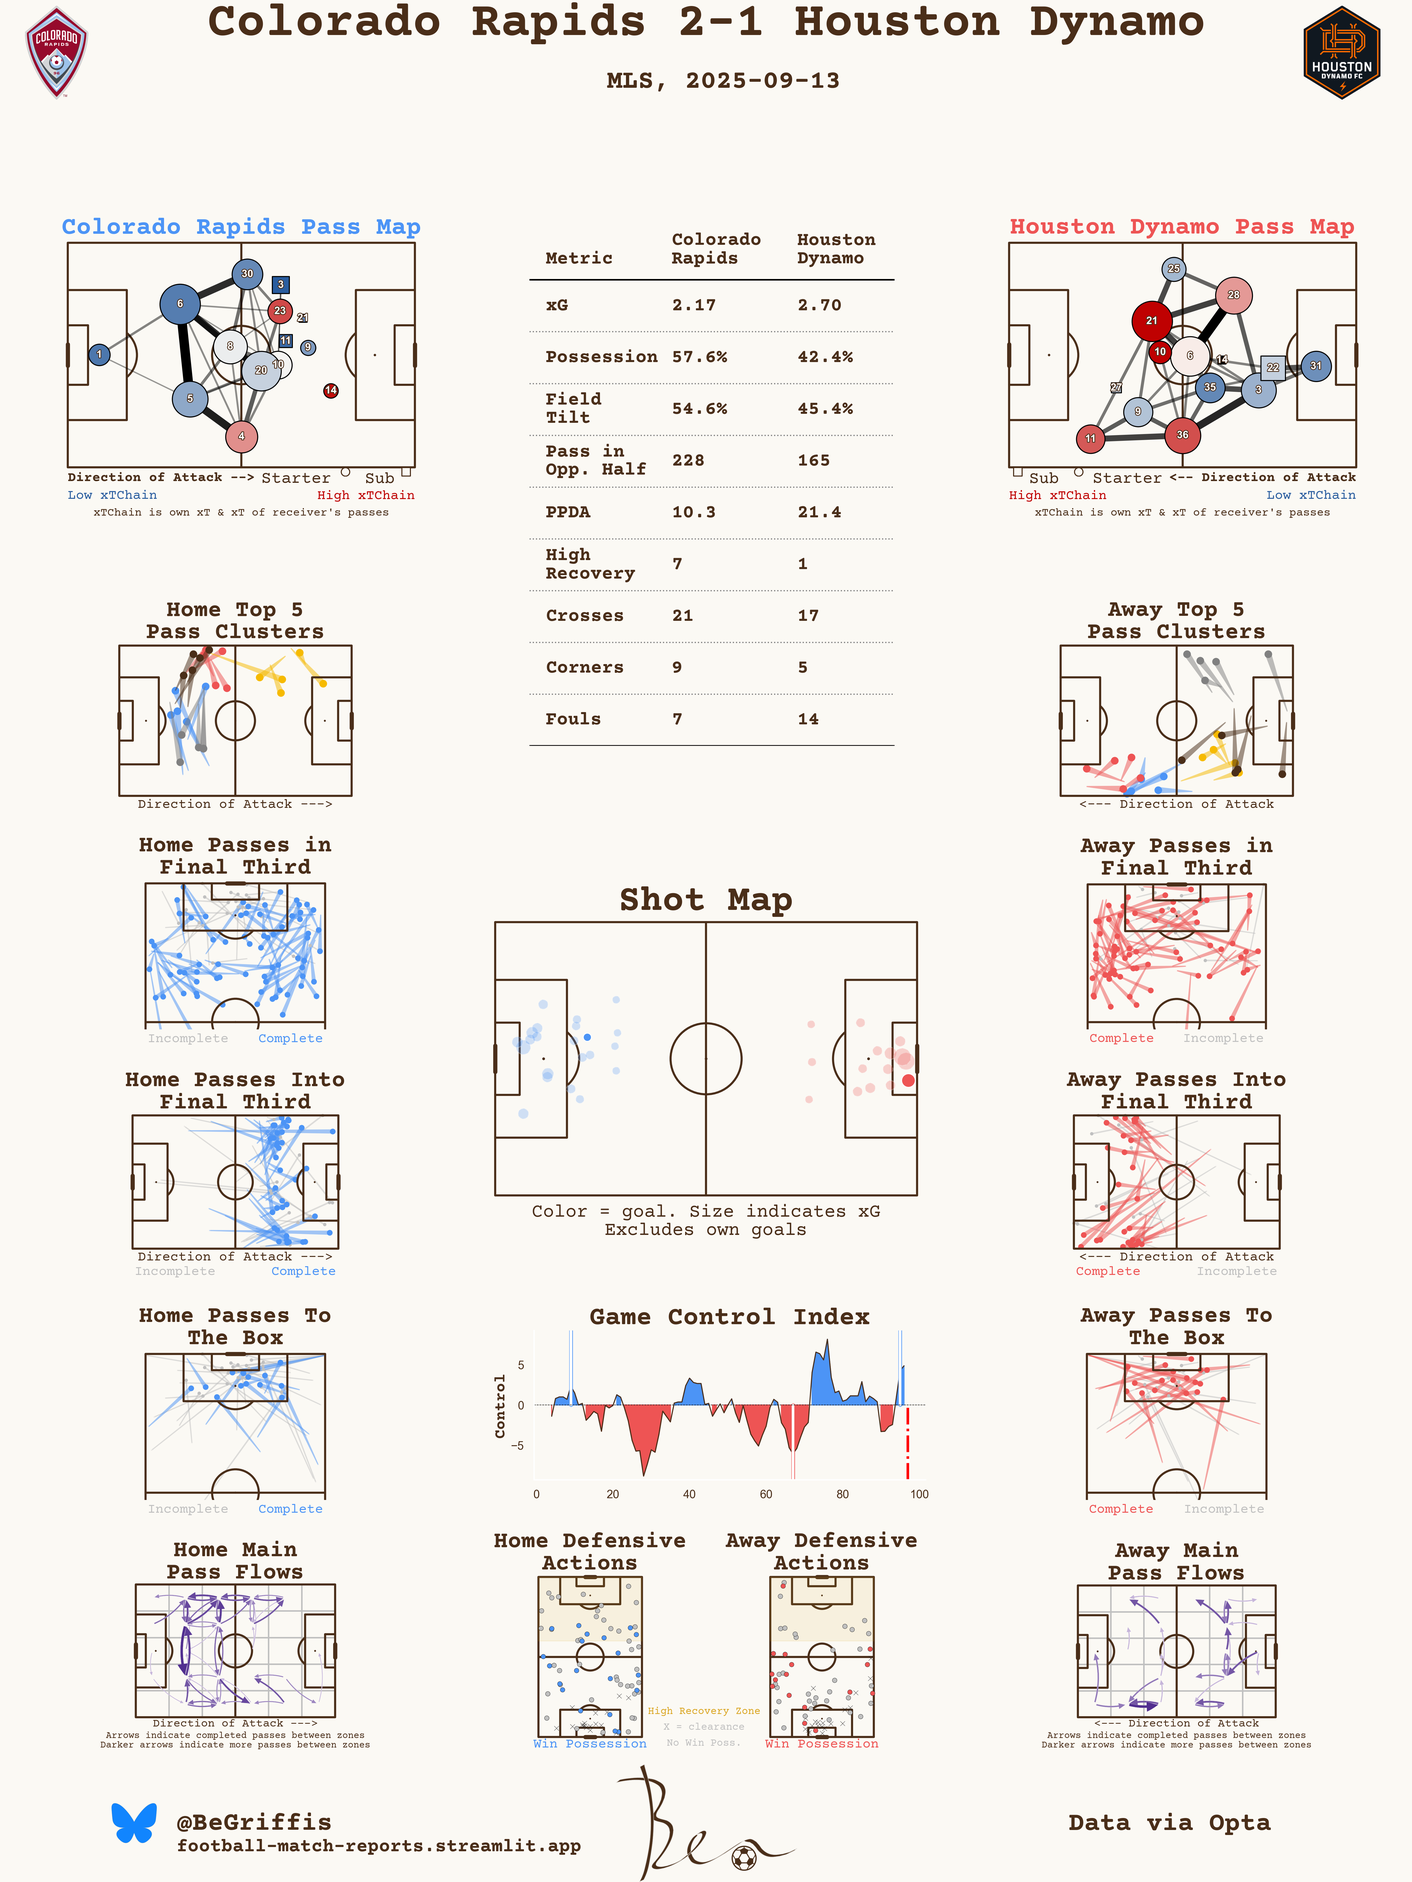 Colorado Rapids 2-1 Houston Dynamo
MLS, 2025-09-13
COLORADO
RAPIDS
HOUSTON
DYNAMO FC
Colorado Rapids Pass Map
30
3
6
23
21
8
11
9
1
20
10
14
5
4
Direction of Attack --> Starter Sub
Low xTChain High xTChain
xTChain is own xT & xT of receiver's passes
Metric Colorado Rapids Houston Dynamo
xG 2.17 2.70
Possession 57.6% 42.4%
Field Tilt 54.6% 45.4%
Pass in Opp. Half 228 165
PPDA 10.3 21.4
High Recovery 7 1
Crosses 21 17
Corners 9 5
Fouls 7 14
Houston Dynamo Pass Map
25
28
21
10
6
14
22
31
27
35
3
9
11
36
Sub Starter <-- Direction of Attack
High xTChain Low xTChain
xTChain is own xT & xT of receiver's passes
Home Top 5
Pass Clusters
Direction of Attack --->
Home Passes in
Final Third
Incomplete Complete
Home Passes Into
Final Third
Direction of Attack --->
Incomplete Complete
Home Passes To
The Box
Incomplete Complete
Home Main
Pass Flows
Direction of Attack --->
Arrows indicate completed passes between zones
Darker arrows indicate more passes between zones
Shot Map
Color = goal. Size indicates xG
Excludes own goals
Game Control Index
Control
5
0
−5
0 20 40 60 80 100
Home Defensive
Actions
Win Possession
Away Defensive
Actions
Win Possession
High Recovery Zone
X = clearance
No Win Poss.
Away Top 5
Pass Clusters
<--- Direction of Attack
Away Passes in
Final Third
Complete Incomplete
Away Passes Into
Final Third
<--- Direction of Attack
Complete Incomplete
Away Passes To
The Box
Complete Incomplete
Away Main
Pass Flows
<--- Direction of Attack
Arrows indicate completed passes between zones
Darker arrows indicate more passes between zones
@BeGriffis
football-match-reports.streamlit.app
Ben
Data via Opta